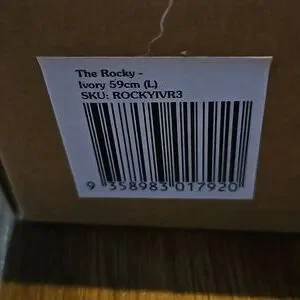 The Rocky -
Ivory 59cm (L)
SKU: ROCKYIVR3
9 358983 017920